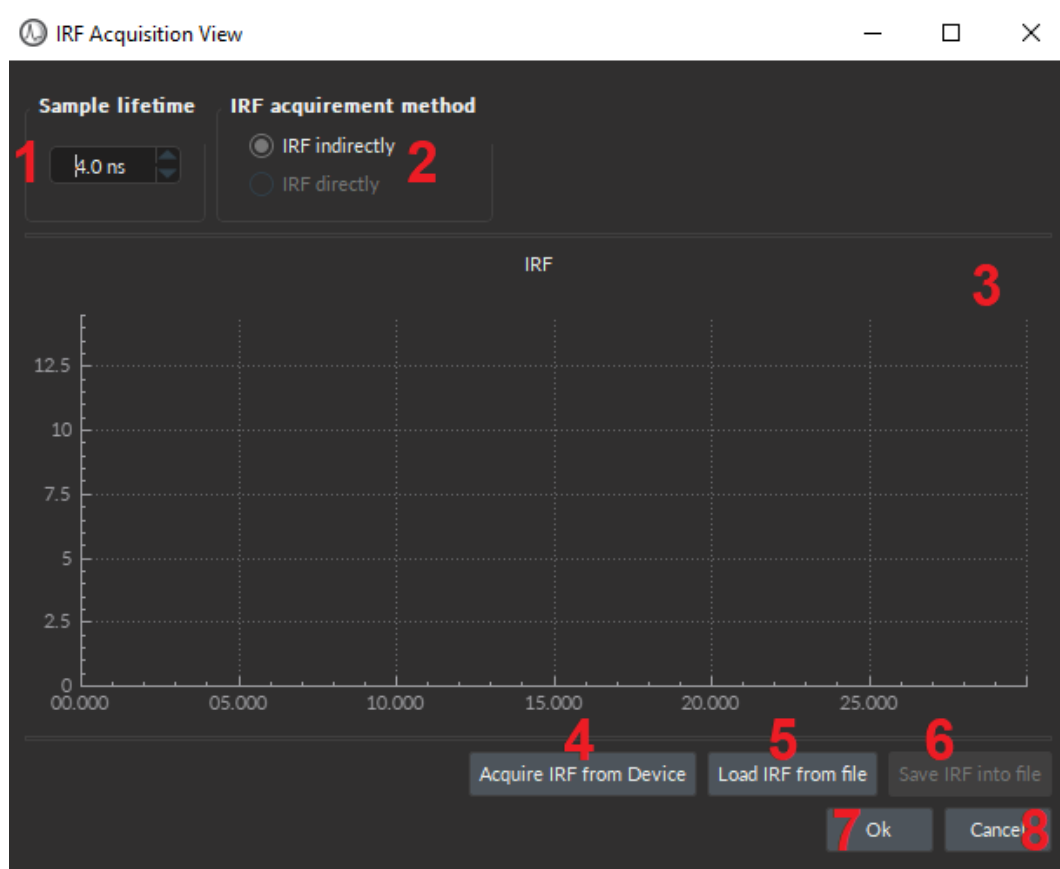 IRF Acquisition View
Sample lifetime
IRF acquirement method
1
4.0 ns
IRF indirectly
2
IRF directly
IRF
3
12.5
10
7.5
5
2.5
0
00.000 05.000 10.000 15.000 20.000 25.000
4 5 6
Acquire IRF from Device Load IRF from file Save IRF into file
7 Ok Cancel 8